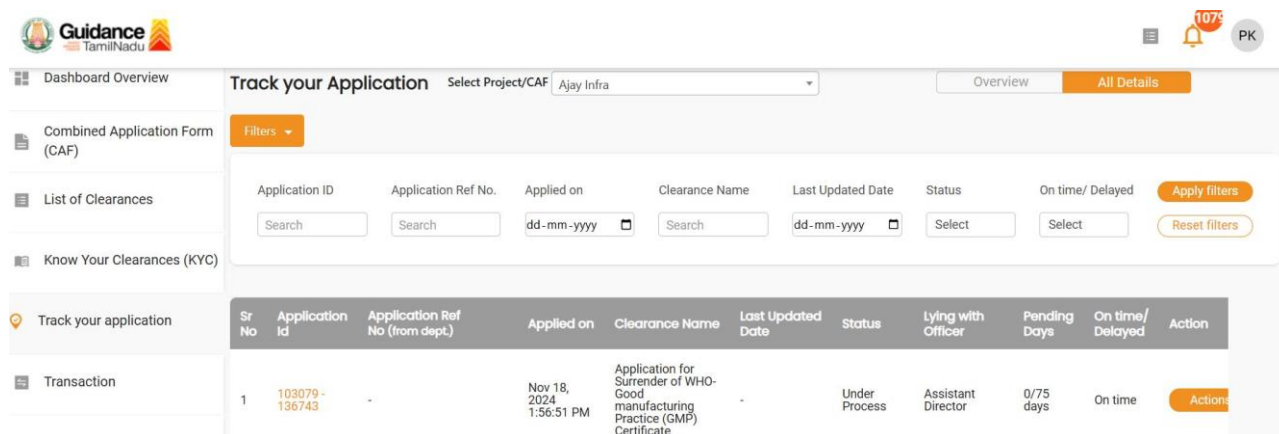 Guidance
TamilNadu
1079
PK
Dashboard Overview
Track your Application Select Project/CAF Ajay Infra Overview All Details
Combined Application Form
(CAF)
Filters
List of Clearances
Application ID Application Ref No. Applied on Clearance Name Last Updated Date Status On time/ Delayed Apply filters
Search Search dd-mm-yyyy Search dd-mm-yyyy Select Select Reset filters
Know Your Clearances (KYC)
Track your application
Sr
No
Application
Id
Application Ref
No (from dept.)
Applied on
Clearance Name
Last Updated
Date
Status
Lying with
Officer
Pending
Days
On time/
Delayed
Action
Transaction
1
103079 -
136743
-
Nov 18,
2024
1:56:51 PM
Application for
Surrender of WHO-
Good
manufacturing
Practice (GMP)
Certificate
-
Under
Process
Assistant
Director
0/75
days
On time
Actions